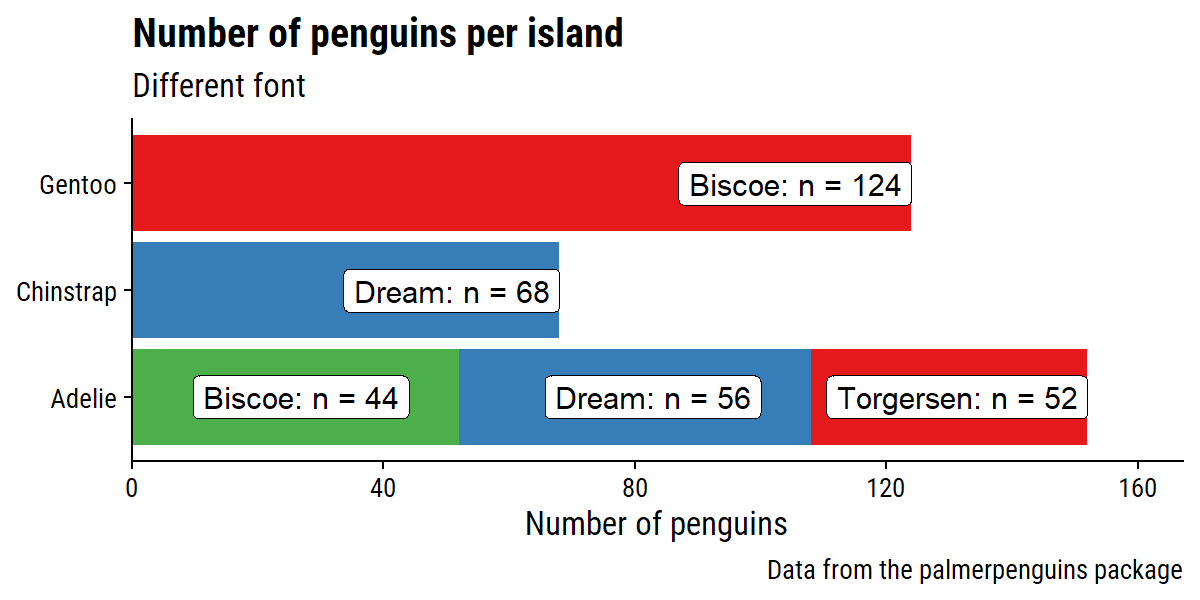 Number of penguins per island
Different font
Gentoo
Biscoe: n = 124
Chinstrap
Dream: n = 68
Adelie
Biscoe: n = 44
Dream: n = 56
Torgersen: n = 52
0 40 80 120 160
Number of penguins
Data from the palmerpenguins package